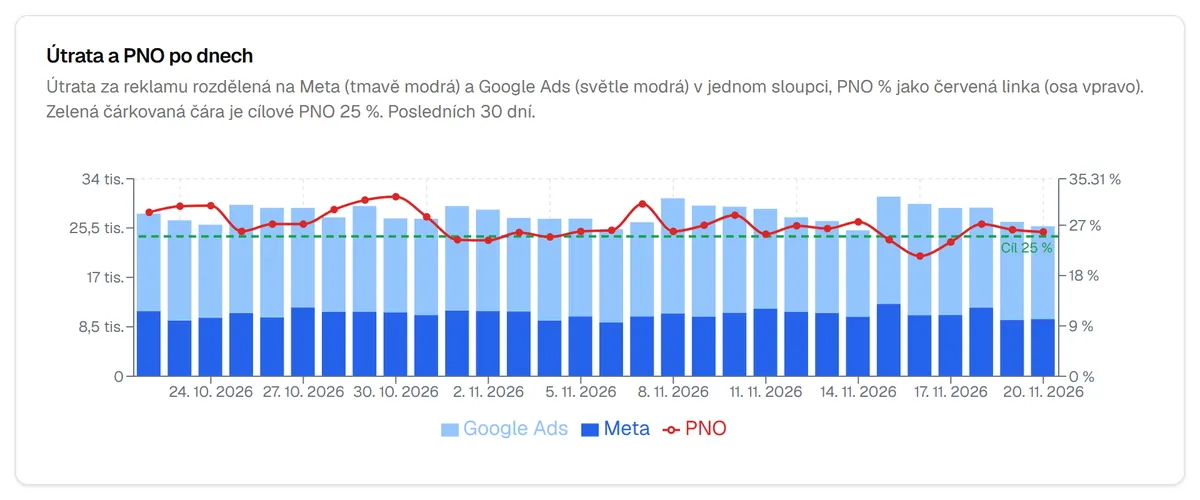 Útrata a PNO po dnech
Útrata za reklamu rozdělená na Meta (tmavě modrá) a Google Ads (světle modrá) v jednom sloupci, PNO % jako červená linka (osa vpravo).
Zelená čárkovaná čára je cílové PNO 25 %. Posledních 30 dní.
34 tis.
25,5 tis.
17 tis.
8,5 tis.
0
35.31 %
27 %
18 %
9 %
0 %
Cíl 25 %
24. 10. 2026 27. 10. 2026 30. 10. 2026 2. 11. 2026 5. 11. 2026 8. 11. 2026 11. 11. 2026 14. 11. 2026 17. 11. 2026 20. 11. 2026
Google Ads Meta PNO